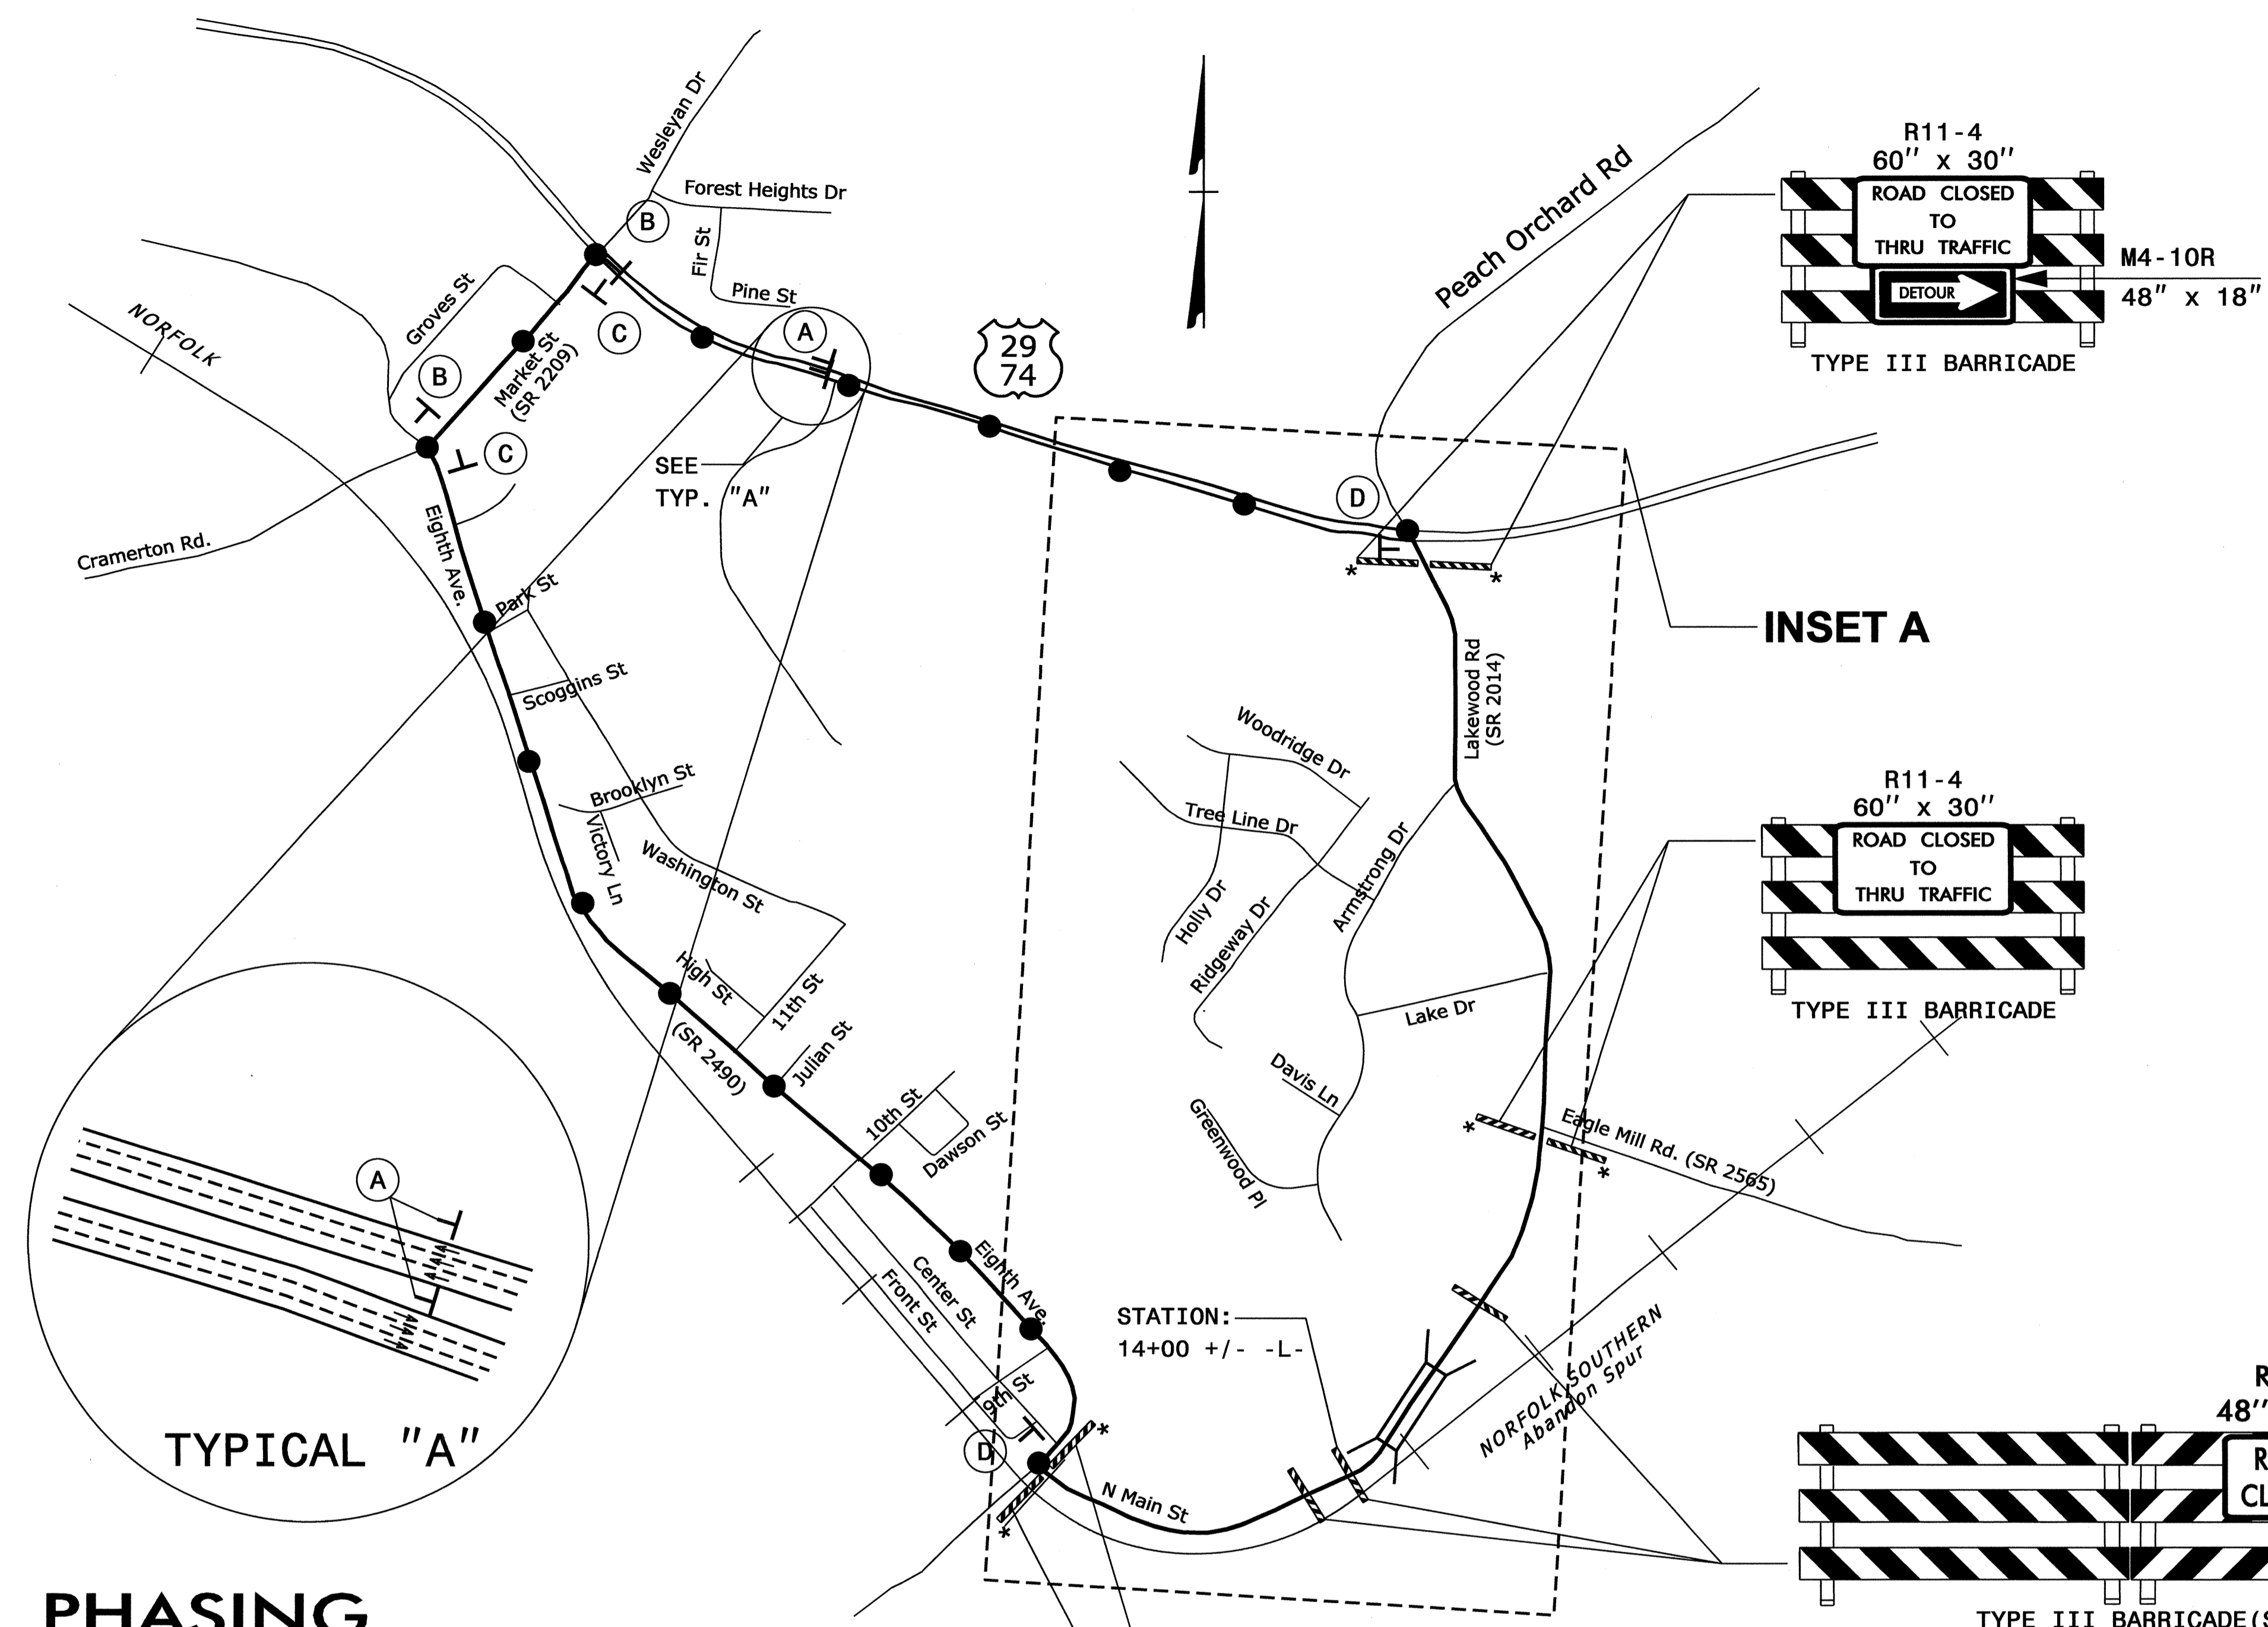 Wesleyan Dr
Forest Heights Dr
B
Fir St
Pine St
Groves St
NORFOLK
B
C
A
Market St
(SR 2209)
C
29
74
SEE
TYP. "A"
Peach Orchard Rd
D
*
*
R11-4
60" x 30"
ROAD CLOSED
TO
THRU TRAFFIC
DETOUR
M4-10R
48" x 18"
TYPE III BARRICADE
INSET A
Cramerton Rd.
Eighth Ave.
Park St
Scoggins St
Brooklyn St
Victory Ln
Washington St
High St
11th St
(SR 2490)
Julian St
10th St
Dawson St
Eighth Ave.
Center St
Front St
9th St
D
*
*
N Main St
Lakewood Rd
(SR 2014)
Woodridge Dr
Tree Line Dr
Holly Dr
Ridgeway Dr
Armstrong Dr
Lake Dr
Davis Ln
Greenwood Pl
*
*
Eagle Mill Rd. (SR 2565)
R11-4
60" x 30"
ROAD CLOSED
TO
THRU TRAFFIC
TYPE III BARRICADE
STATION:
14+00 +/- -L-
NORFOLK SOUTHERN
Abandon Spur
A
TYPICAL "A"
PHASING
48"
TYPE III BARRICADE(